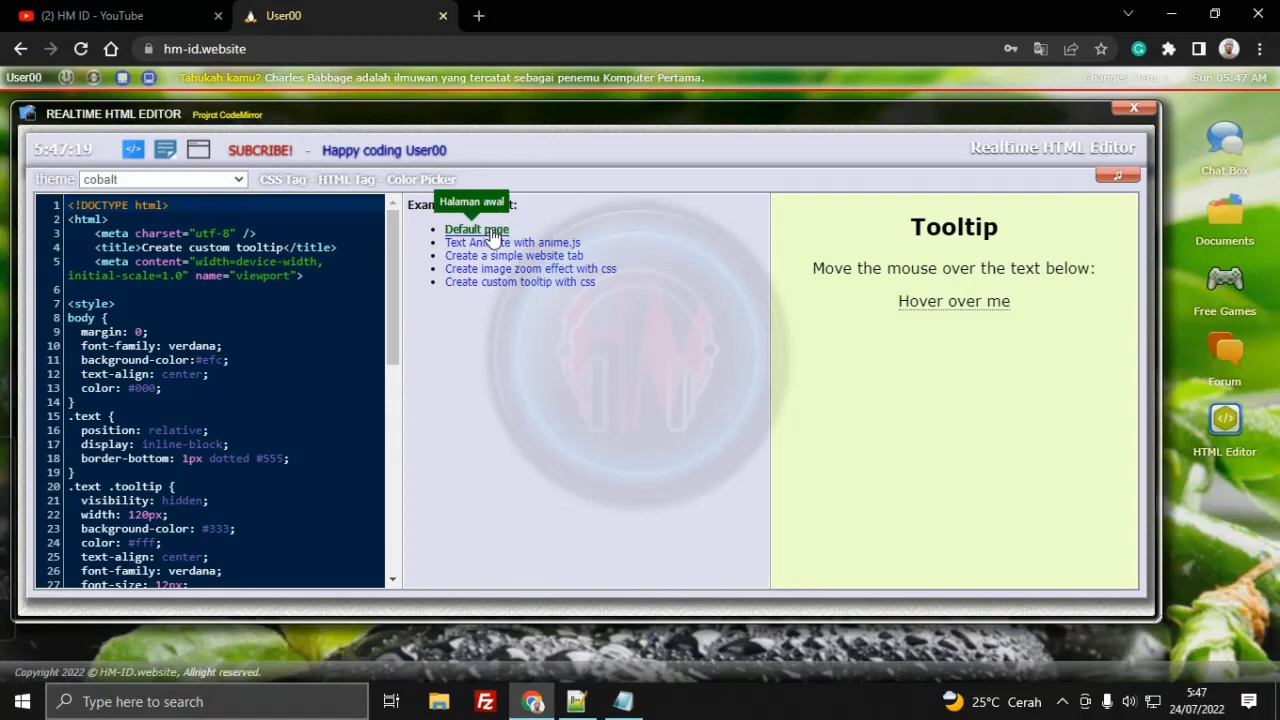 (2) HM ID - YouTube
User00
hm-id.website
User00
Tahukah kamu? Charles Babbage adalah ilmuwan yang tercatat sebagai penemu Komputer Pertama.
Changes Menu
Sun 05:47 AM
REALTIME HTML EDITOR
Projrct CodeMirror
X
5:47:19
SUBCRIBE! - Happy coding User00
Realtime HTML Editor
theme
cobalt
CSS Tag - HTML Tag - Color Picker
1 <!DOCTYPE html>
2 <html>
3 <meta charset="utf-8" />
4 <title>Create custom tooltip</title>
5 <meta content="width=device-width,
initial-scale=1.0" name="viewport">
6
7 <style>
8 body {
9 margin: 0;
10 font-family: verdana;
11 background-color:#efc;
12 text-align: center;
13 color: #000;
14 }
15 .text {
16 position: relative;
17 display: inline-block;
18 border-bottom: 1px dotted #555;
19 }
20 .text .tooltip {
21 visibility: hidden;
22 width: 120px;
23 background-color: #333;
24 color: #fff;
25 text-align: center;
26 font-family: verdana;
27 font-size: 12px;
Halaman awal
Default page
Text Animate with anime.js
Create a simple website tab
Create image zoom effect with css
Create custom tooltip with css
Tooltip
Move the mouse over the text below:
Hover over me
Chat Box
Documents
Free Games
Forum
HTML Editor
Copyright 2022 © HM-ID.website, Allright reserved.
Type here to search
25°C Cerah
5:47
24/07/2022